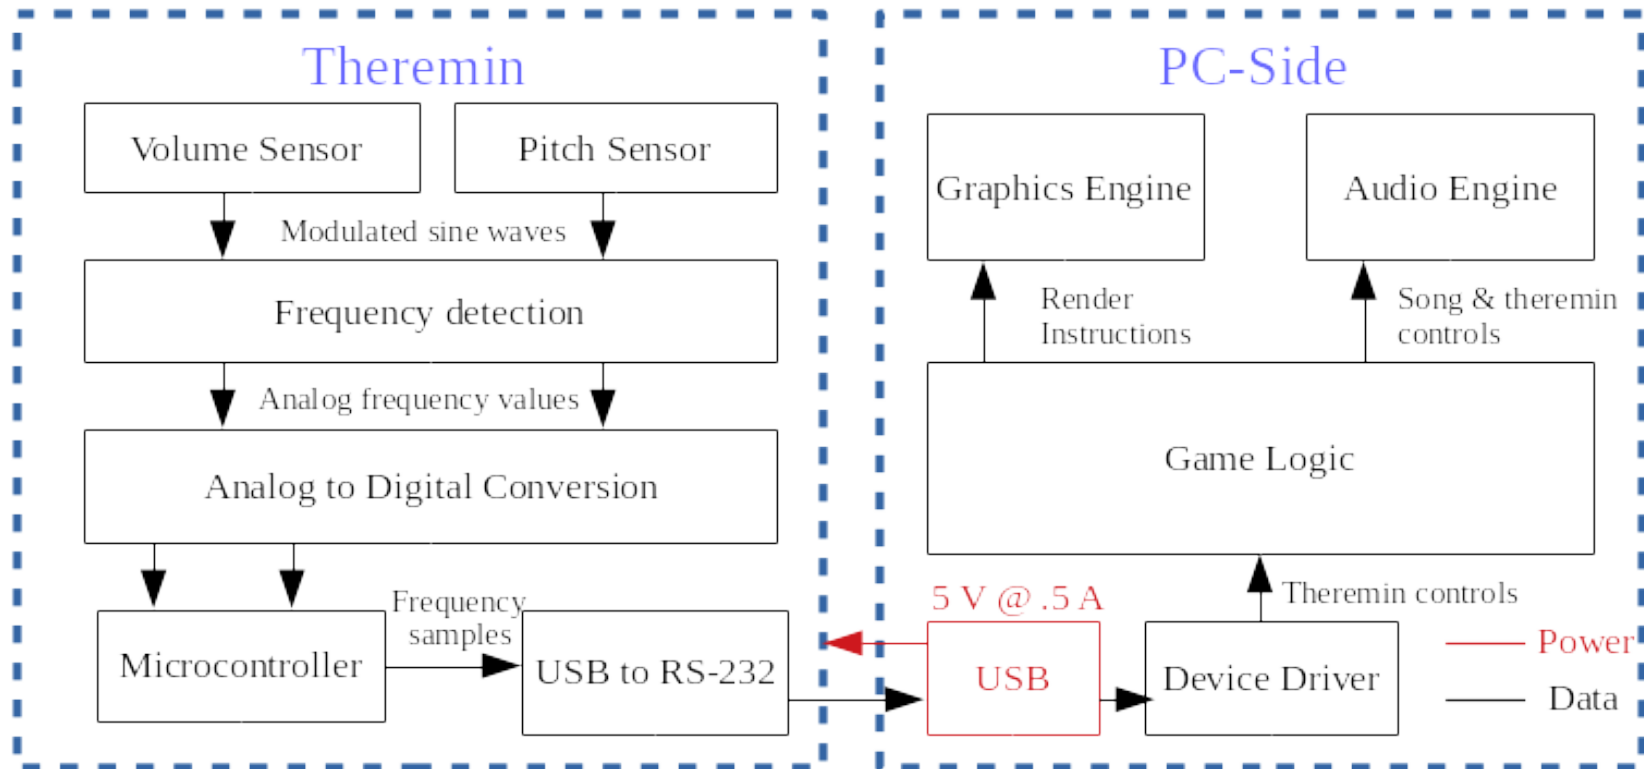 Theremin
Volume Sensor
Pitch Sensor
Modulated sine waves
Frequency detection
Analog frequency values
Analog to Digital Conversion
Microcontroller
Frequency
samples
USB to RS-232
PC-Side
Graphics Engine
Audio Engine
Render
Instructions
Song & theremin
controls
Game Logic
5 V @ .5 A
Theremin controls
USB
Device Driver
Power
Data